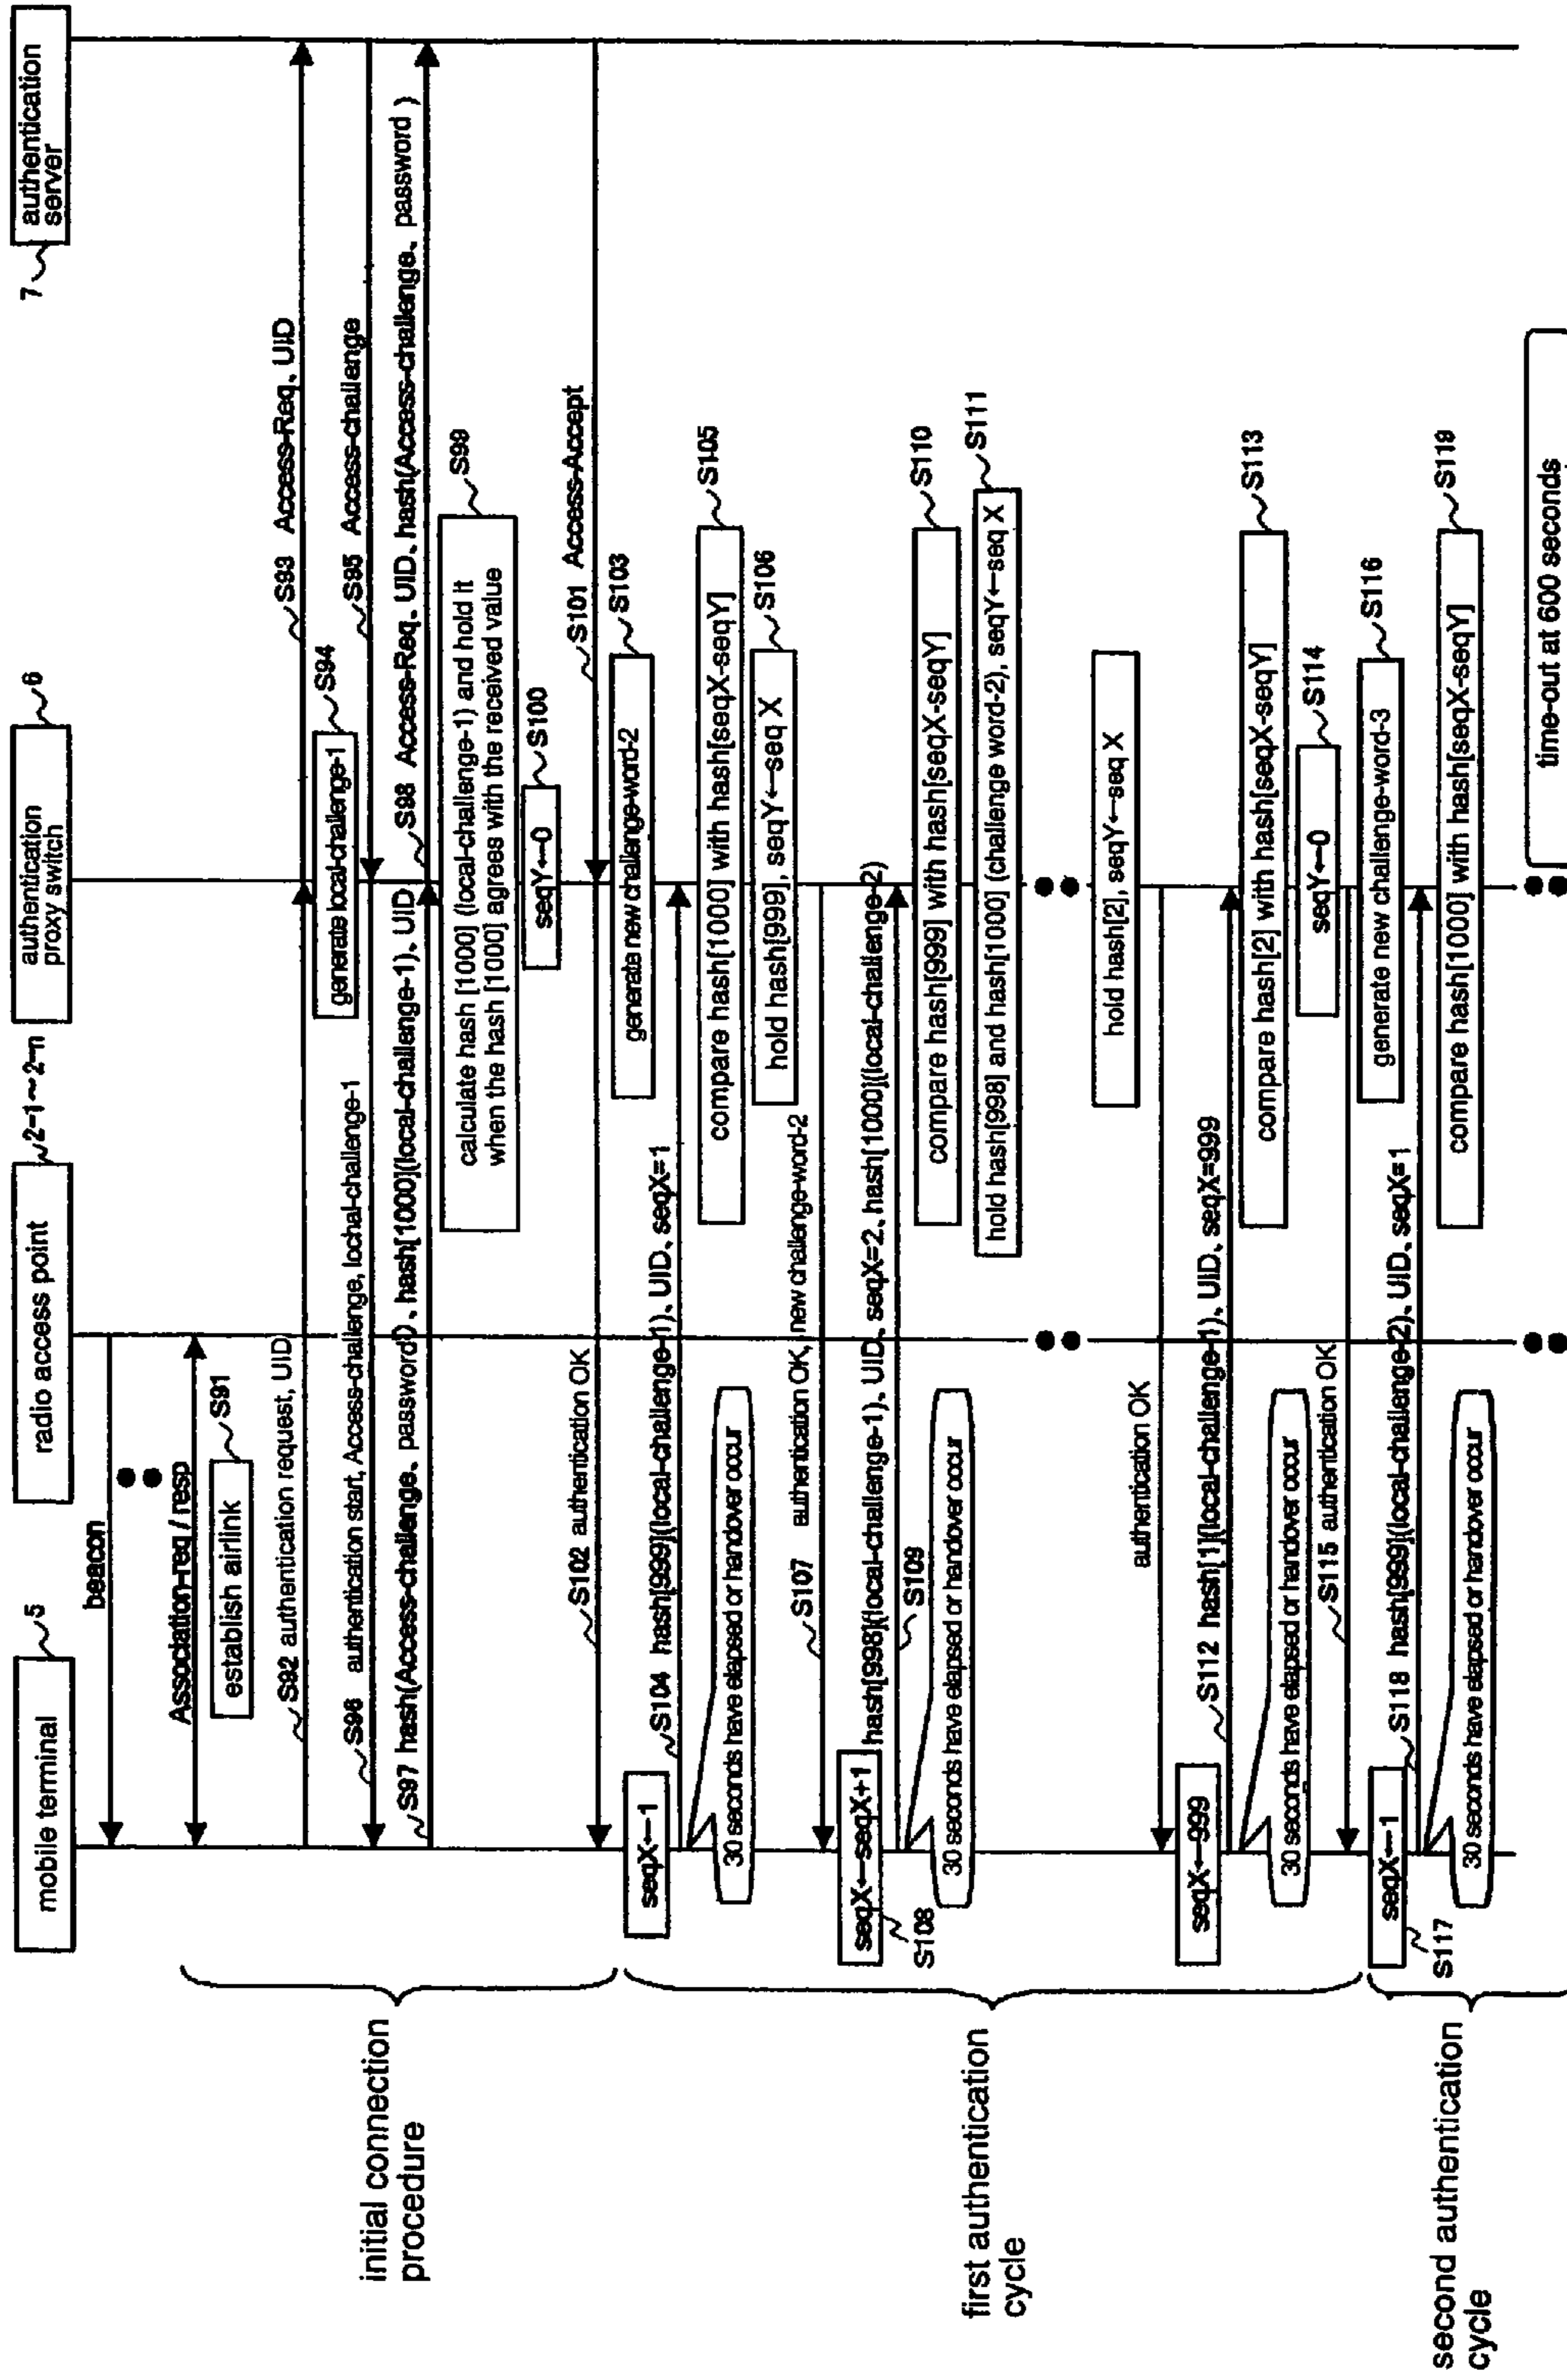 mobile terminal
5
radio access point
2-1~2-n
authentication
proxy switch
6
authentication
server
7
beacon
Association-req / resp
establish airlink
S91
initial connection
procedure
S92 authentication request, UID
S93 Access-Req、UID
generate local-challenge-1
S94
S95 Access-challenge
S96 authentication start, Access-challenge, lochal-challenge-1
S97 hash(Access-challenge、password)、hash[1000](local-challenge-1)、UID
S98 Access-Req、UID、hash(Access-challenge、password )
calculate hash [1000] (local-challenge-1) and hold it
when the hash [1000] agrees with the received value
S99
seqY←0
S100
S101 Access-Accept
S102 authentication OK
generate new challenge-word-2
S103
first authentication
cycle
seqX←1
S104 hash[999](local-challenge-1)、UID、seqX=1
30 seconds have elapsed or handover occur
compare hash[1000] with hash[seqX-seqY]
S105
hold hash[999], seqY←seq X
S106
S107 authentication OK, new challenge-word-2
seqX←seqX+1
S108
hash[998](local-challenge-1)、UID、seqX=2、hash[1000](local-challenge-2)
S109
30 seconds have elapsed or handover occur
compare hash[999] with hash[seqX-seqY]
S110
hold hash[998] and hash[1000] (challenge word-2), seqY←seq X
S111
hold hash[2], seqY←seq X
authentication OK
seqX←999
S112 hash[1](local-challenge-1)、UID、seqX=999
30 seconds have elapsed or handover occur
compare hash[2] with hash[seqX-seqY]
S113
seqY←0
S114
S115 authentication OK
generate new challenge-word-3
S116
second authentication
cycle
seqX←1
S117
S118 hash[999](local-challenge-2)、UID、seqX=1
30 seconds have elapsed or handover occur
compare hash[1000] with hash[seqX-seqY]
S119
time-out at 600 seconds